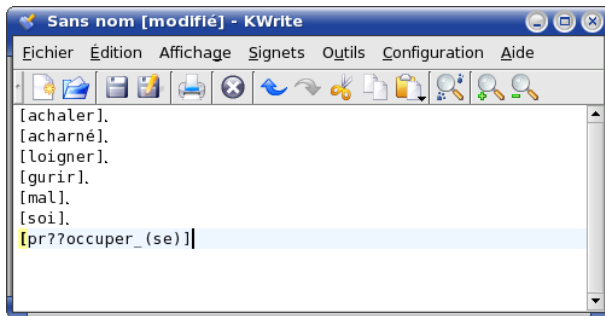 Sans nom [modifié] - KWrite
Fichier Édition Affichage Signets Outils Configuration Aide
[achaler].
[acharné].
[loigner].
[gurir].
[mal].
[soi].
[pr??occuper_(se)]